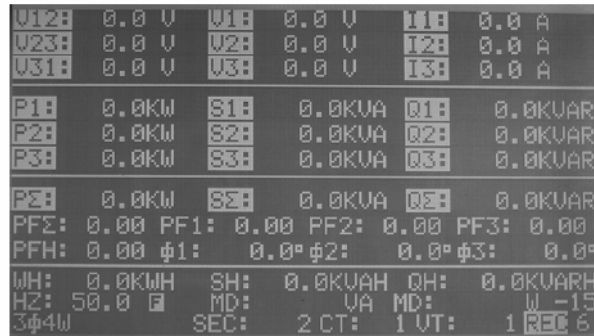 V12: 0.0 V V1: 0.0 V I1: 0.0 A
V23: 0.0 V V2: 0.0 V I2: 0.0 A
V31: 0.0 V V3: 0.0 V I3: 0.0 A
P1: 0.0KW S1: 0.0KVA Q1: 0.0KVAR
P2: 0.0KW S2: 0.0KVA Q2: 0.0KVAR
P3: 0.0KW S3: 0.0KVA Q3: 0.0KVAR
PΣ: 0.0KW SΣ: 0.0KVA QΣ: 0.0KVAR
PFΣ: 0.00 PF1: 0.00 PF2: 0.00 PF3: 0.00
PFH: 0.00 ϕ1: 0.0° ϕ2: 0.0° ϕ3: 0.0°
WH: 0.0KWH SH: 0.0KVAH QH: 0.0KVARH
HZ: 50.0 F MD: VA MD: W -15
3ϕ4W SEC: 2 CT: 1 VT: 1 REC 6